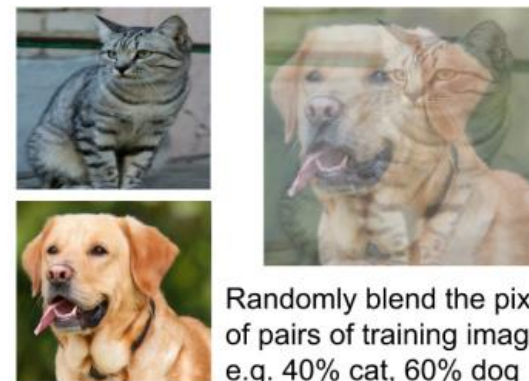 Randomly blend the pix
of pairs of training imag
e.g. 40% cat, 60% dog